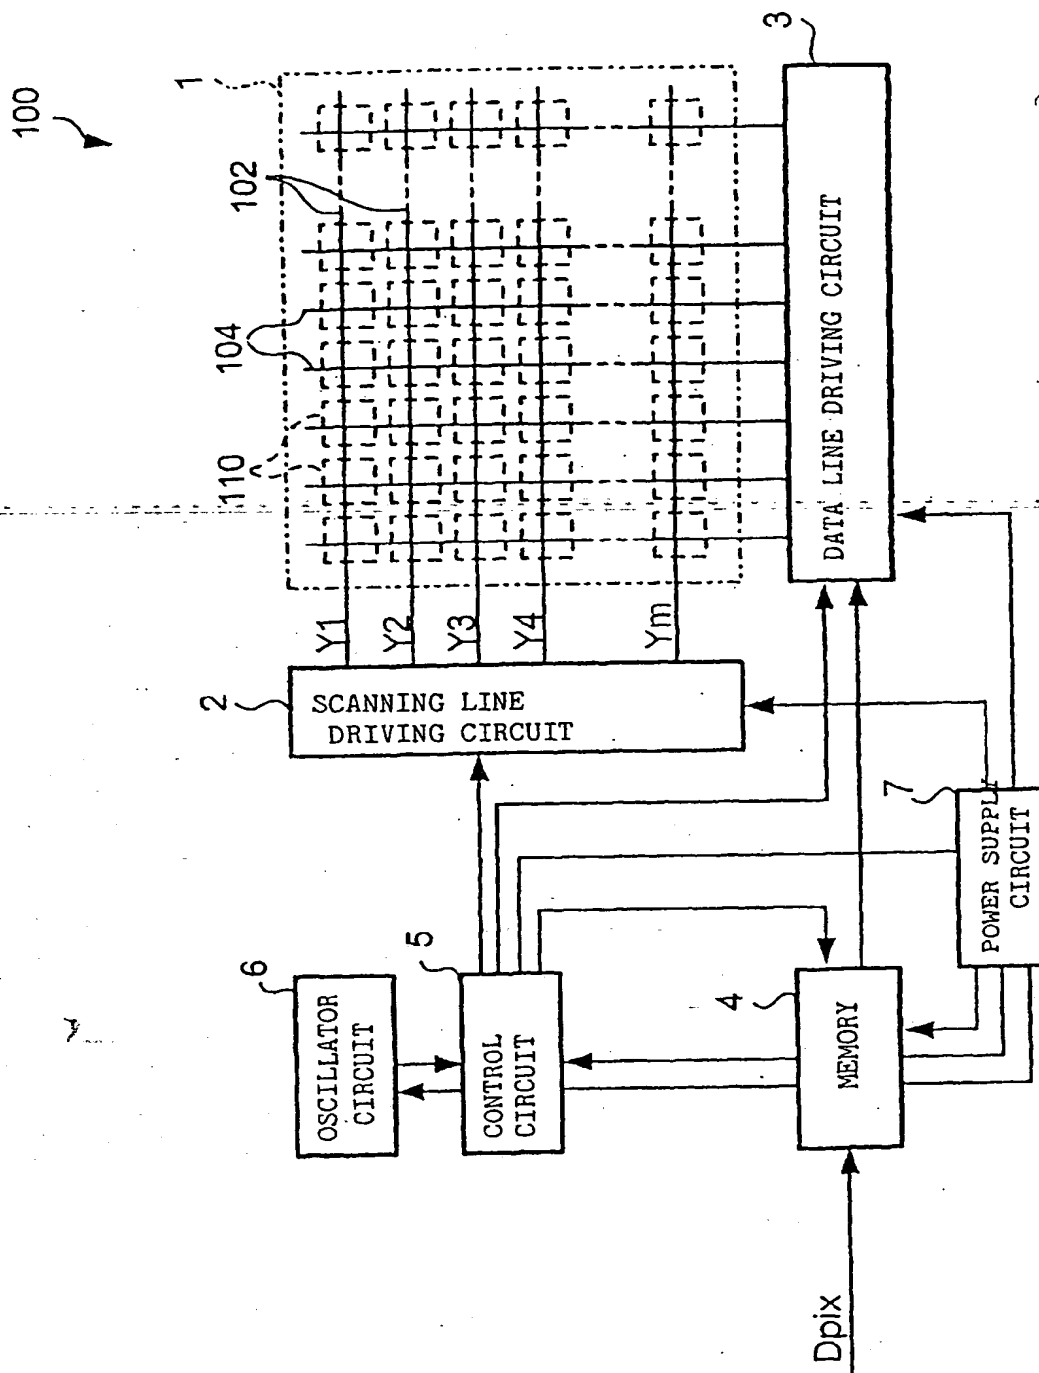 100
1
102
104
110
Y1
Y2
Y3
Y4
Ym
2
SCANNING LINE
DRIVING CIRCUIT
3
DATA LINE DRIVING CIRCUIT
6
OSCILLATOR
CIRCUIT
5
CONTROL
CIRCUIT
4
MEMORY
7
POWER SUPPLY
CIRCUIT
Dpix